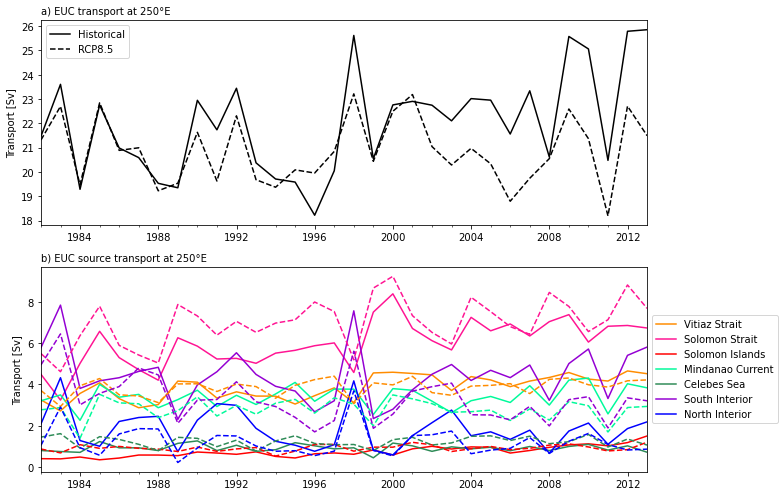 a) EUC transport at 250°E
Transport [Sv]
26
25
24
23
22
21
20
19
18
Historical
RCP8.5
1984
1988
1992
1996
2000
2004
2008
2012
b) EUC source transport at 250°E
Transport [Sv]
8
6
4
2
0
1984
1988
1992
1996
2000
2004
2008
2012
Vitiaz Strait
Solomon Strait
Solomon Islands
Mindanao Current
Celebes Sea
South Interior
North Interior